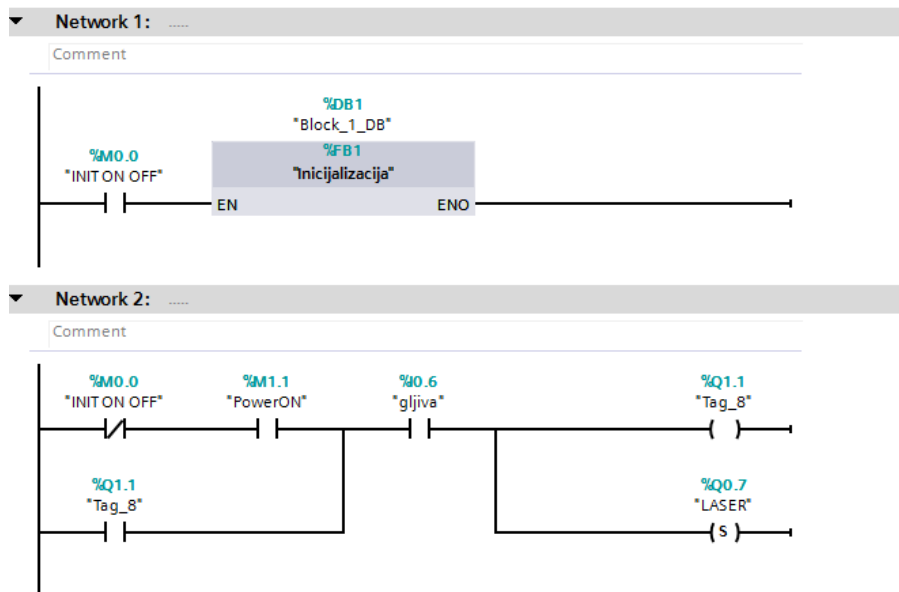 Network 1: .....
Comment
%DB1
"Block_1_DB"
%M0.0
"INIT ON OFF"
%FB1
"Inicijalizacija"
EN
ENO
Network 2: .....
Comment
%M0.0
"INIT ON OFF"
%M1.1
"PowerON"
%I0.6
"gljiva"
%Q1.1
"Tag_8"
%Q1.1
"Tag_8"
%Q0.7
"LASER"
S